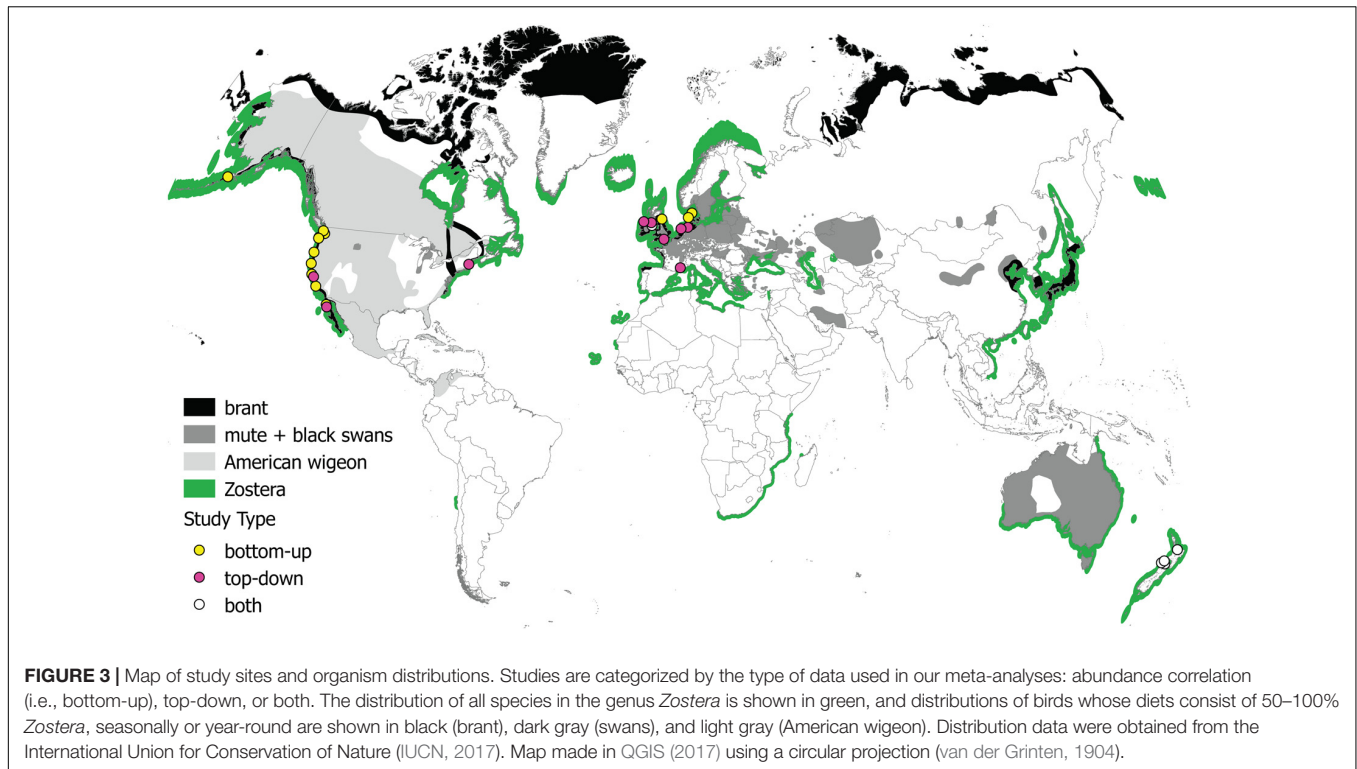 brant
mute + black swans
American wigeon
Zostera
Study Type
bottom-up
top-down
both
FIGURE 3 | Map of study sites and organism distributions. Studies are categorized by the type of data used in our meta-analyses: abundance correlation
(i.e., bottom-up), top-down, or both. The distribution of all species in the genus Zostera is shown in green, and distributions of birds whose diets consist of 50–100%
Zostera, seasonally or year-round are shown in black (brant), dark gray (swans), and light gray (American wigeon). Distribution data were obtained from the
International Union for Conservation of Nature (IUCN, 2017). Map made in QGIS (2017) using a circular projection (van der Grinten, 1904).